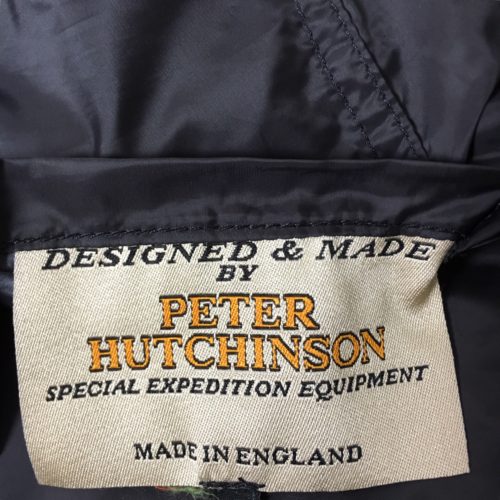 DESIGNED & MADE
BY
PETER
HUTCHINSON
SPECIAL EXPEDITION EQUIPMENT
MADE IN ENGLAND